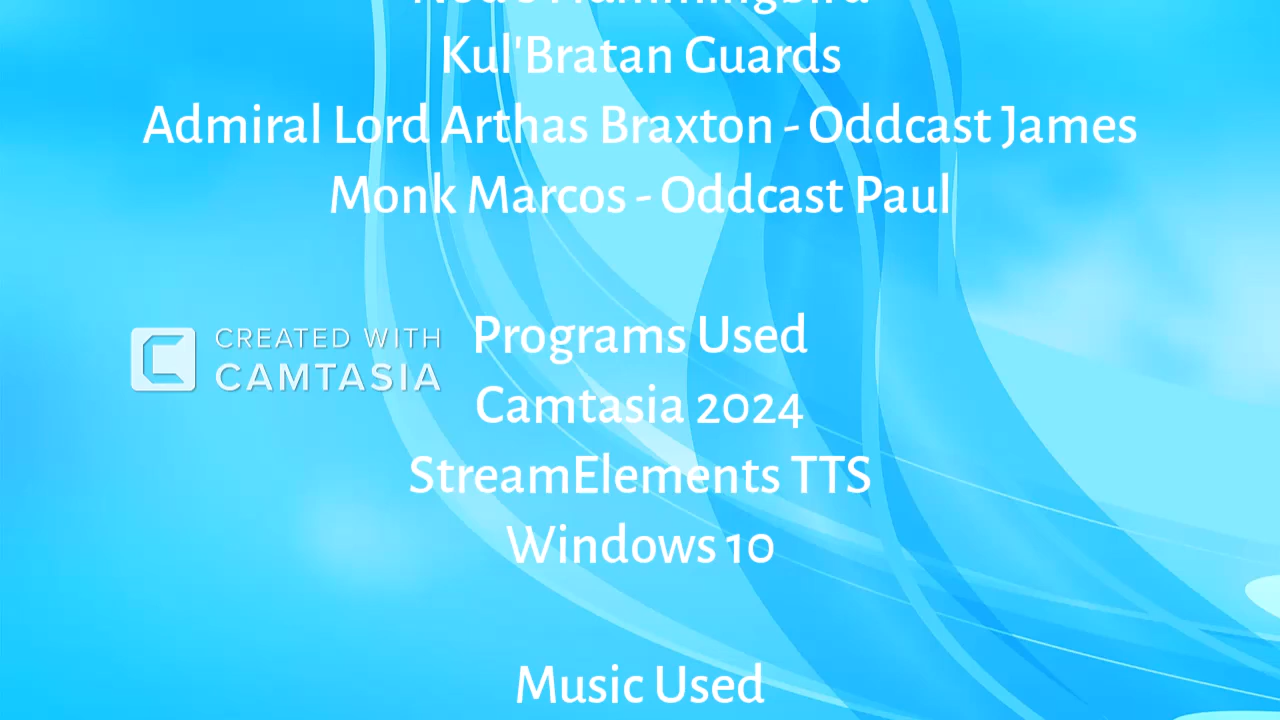 Kul'Bratan Guards
Admiral Lord Arthas Braxton - Oddcast James
Monk Marcos - Oddcast Paul
CREATED WITH
CAMTASIA
Programs Used
Camtasia 2024
StreamElements TTS
Windows 10
Music Used